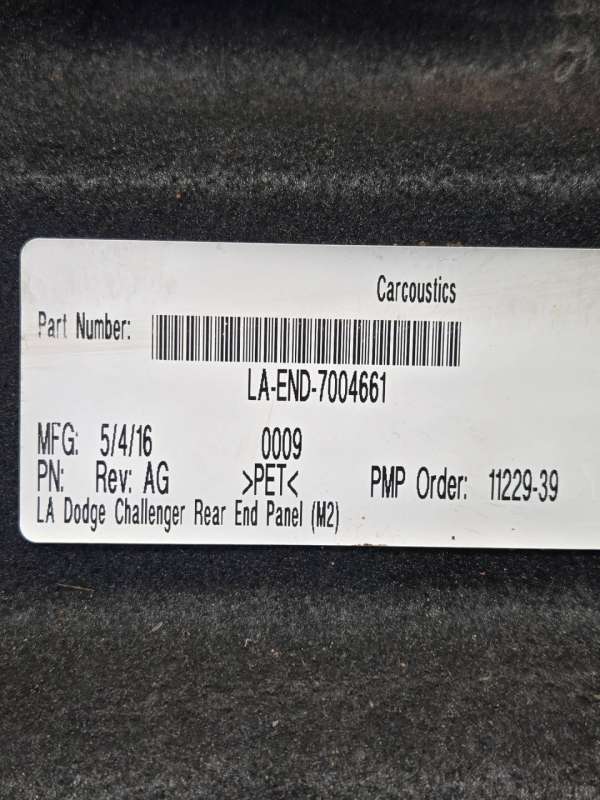 Carcoustics
Part Number:
LA-END-7004661
MFG: 5/4/16 0009
PN: Rev: AG >PET< PMP Order: 11229-39
LA Dodge Challenger Rear End Panel (M2)